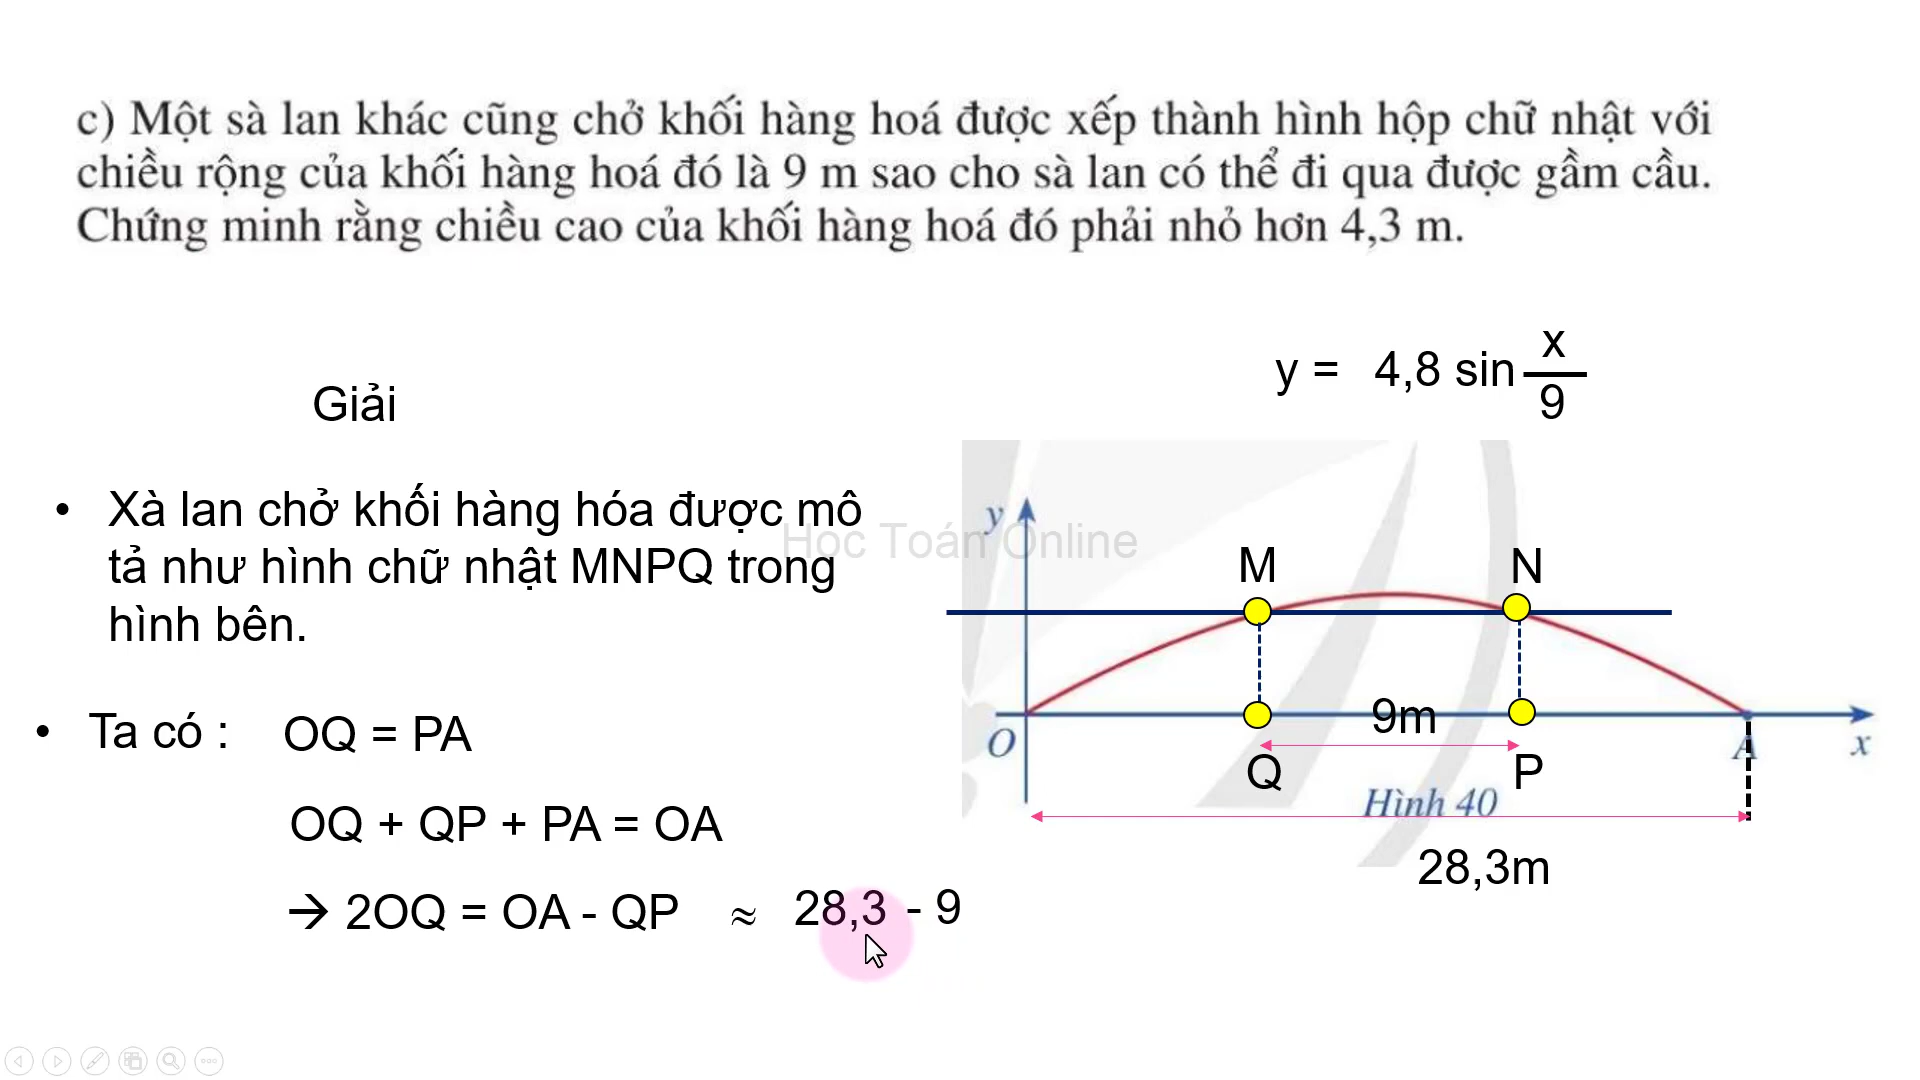 c) Một sà lan khác cũng chở khối hàng hoá được xếp thành hình hộp chữ nhật với
chiều rộng của khối hàng hoá đó là 9 m sao cho sà lan có thể đi qua được gầm cầu.
Chứng minh rằng chiều cao của khối hàng hoá đó phải nhỏ hơn 4,3 m.
y = 4,8 sin x/9
Giải
• Xà lan chở khối hàng hóa được mô
tả như hình chữ nhật MNPQ trong
hình bên.
Học Toán Online
y
M N
9m
O Q P A x
Hình 40
28,3m
• Ta có : OQ = PA
OQ + QP + PA = OA
→ 2OQ = OA - QP ≈ 28,3 - 9